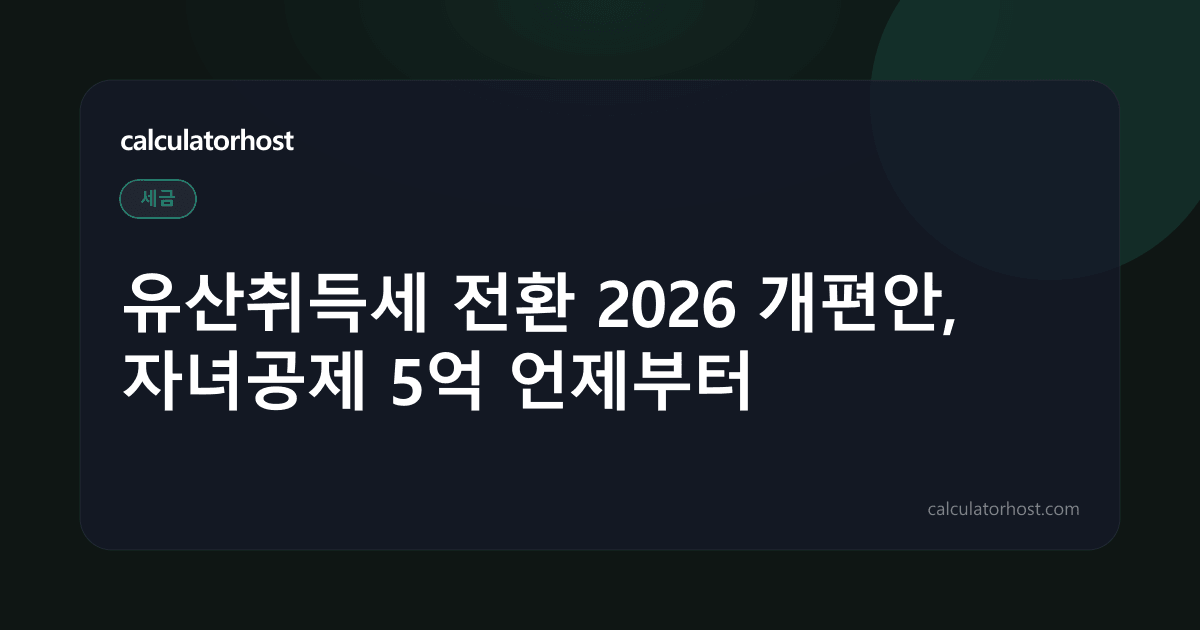 calculatorhost
세금
유산취득세 전환 2026 개편안,
자녀공제 5억 언제부터
calculatorhost.com